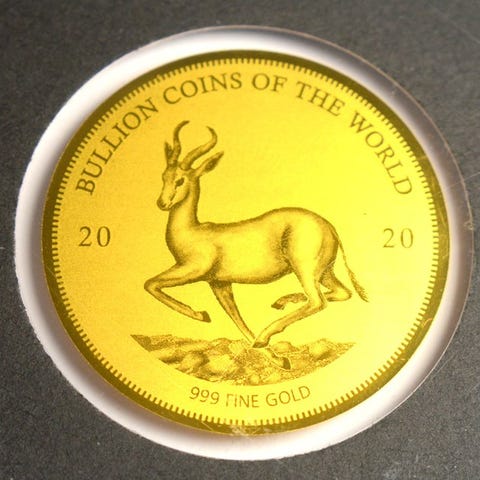 BULLION COINS OF THE WORLD
20 20
999 FINE GOLD